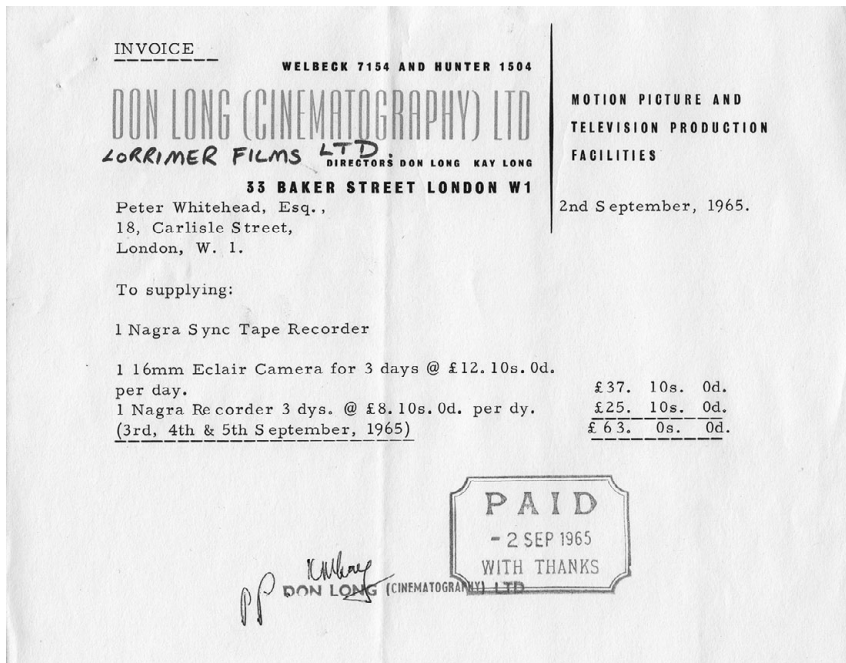 INVOICE
WELBECK 7154 AND HUNTER 1504
DON LONG (CINEMATOGRAPHY) LTD
LORRIMER FILMS LTD.
DIRECTORS DON LONG KAY LONG
33 BAKER STREET LONDON W1
MOTION PICTURE AND
TELEVISION PRODUCTION
FACILITIES
Peter Whitehead, Esq.,
18, Carlisle Street,
London, W. 1.
2nd September, 1965.
To supplying:
1 Nagra Sync Tape Recorder
1 16mm Eclair Camera for 3 days @ £12. 10s. 0d.
per day. £37. 10s. 0d.
1 Nagra Recorder 3 dys. @ £8. 10s. 0d. per dy. £25. 10s. 0d.
(3rd, 4th & 5th September, 1965) £63. 0s. 0d.
PAID
- 2 SEP 1965
WITH THANKS
pp DON LONG (CINEMATOGRAPHY) LTD